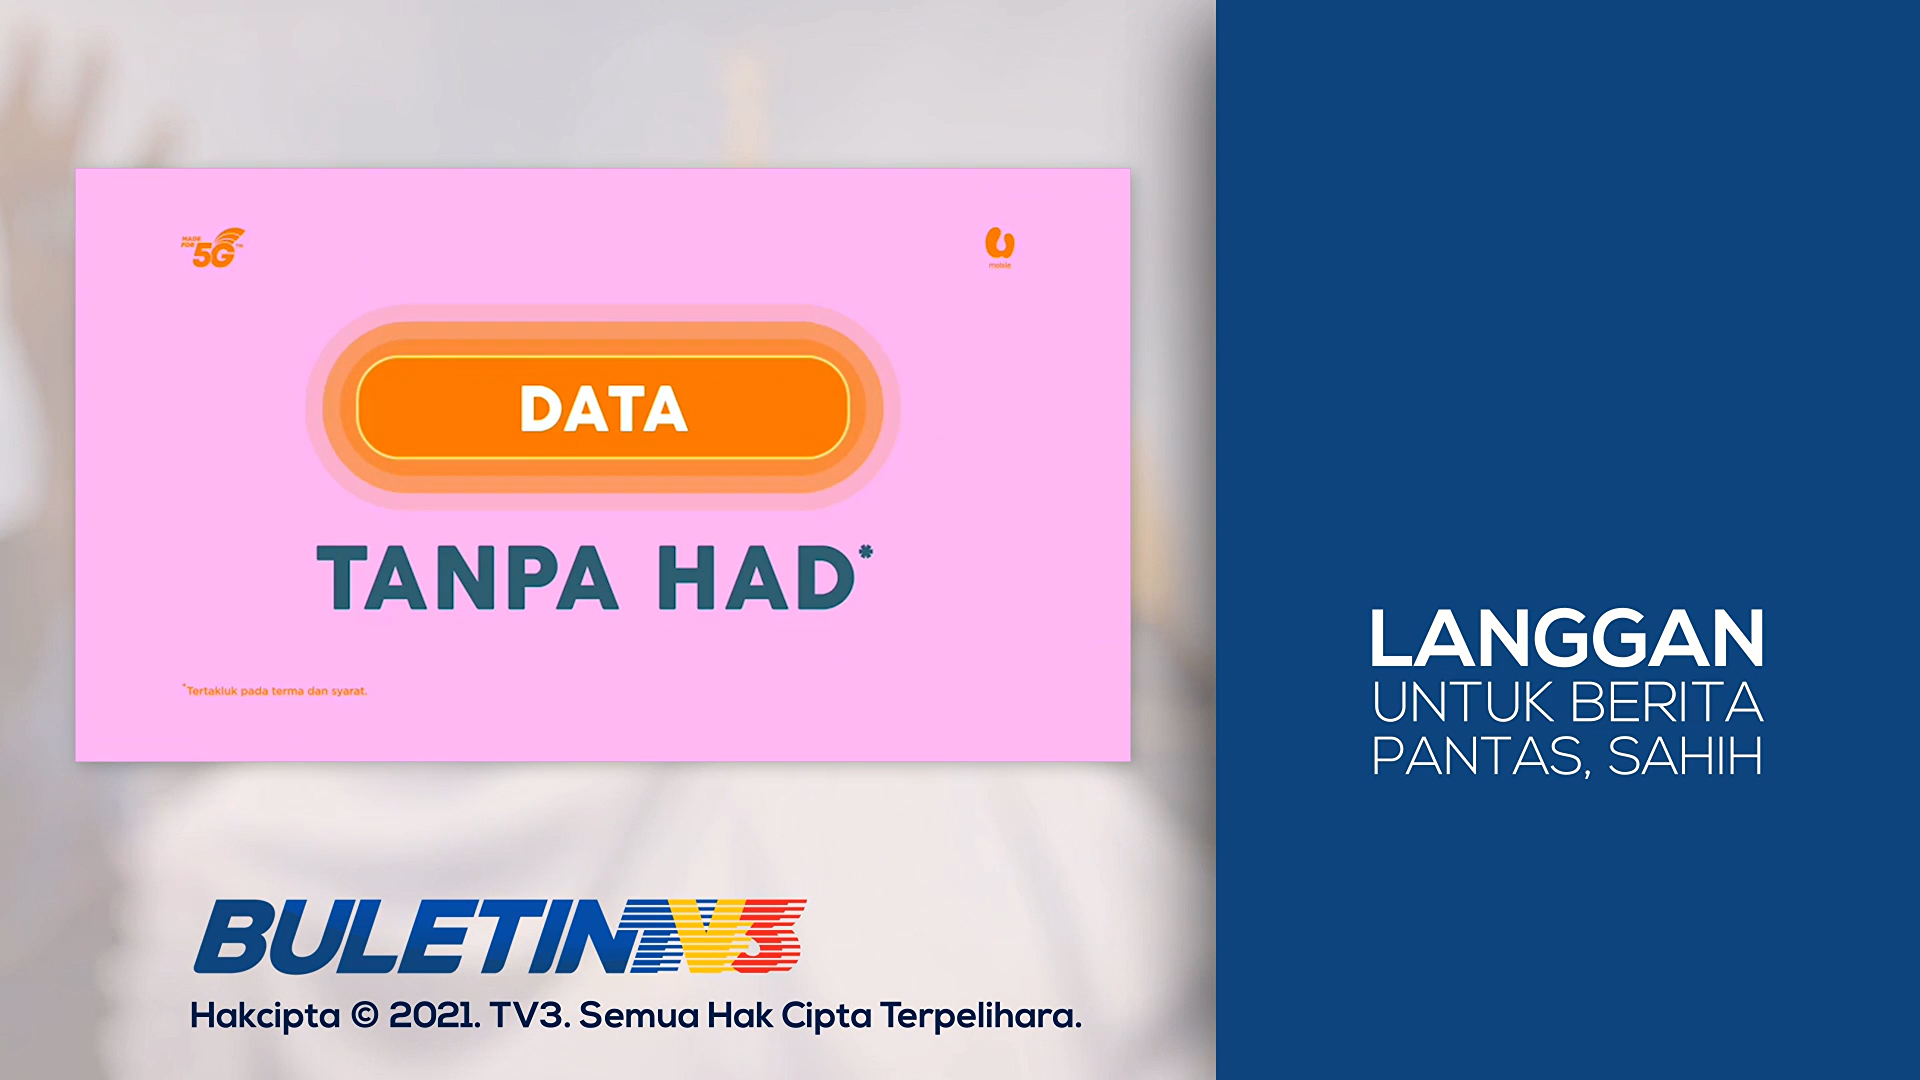 MADE
FOR 5G™
mobile
DATA
TANPA HAD*
*Tertakluk pada terma dan syarat.
LANGGAN
UNTUK BERITA
PANTAS, SAHIH
BULETIN TV3
Hakcipta © 2021. TV3. Semua Hak Cipta Terpelihara.